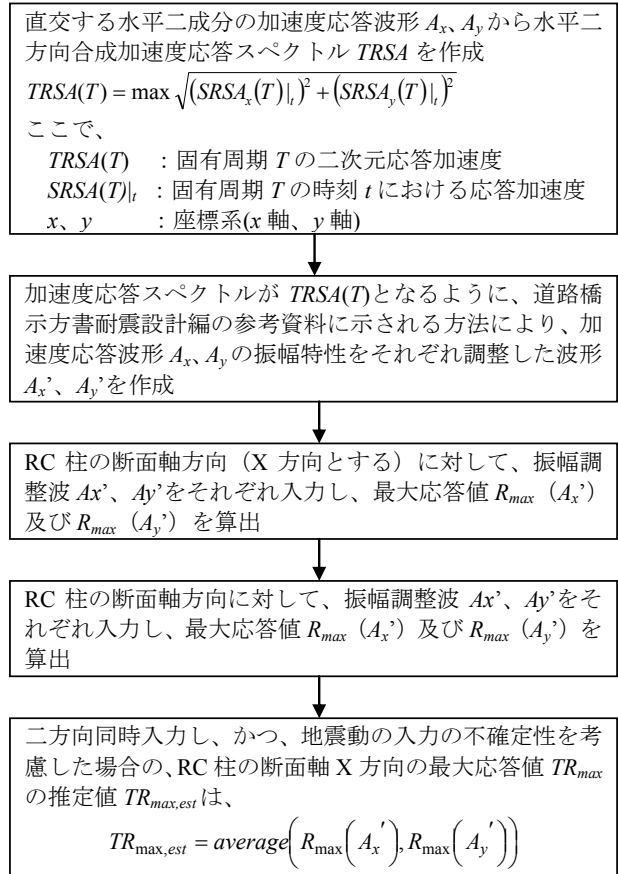 直交する水平二成分の加速度応答波形 Ax、Ayから水平二
方向合成加速度応答スペクトル TRSA を作成
TRSA(T) = max √((SRSAx(T)|t)² + (SRSAy(T)|t)²)
ここで、
TRSA(T) ：固有周期 T の二次元応答加速度
SRSA(T)|t ：固有周期 T の時刻 t における応答加速度
x、y ：座標系(x 軸、y 軸)
加速度応答スペクトルが TRSA(T)となるように、道路橋
示方書耐震設計編の参考資料に示される方法により、加
速度応答波形 Ax、Ayの振幅特性をそれぞれ調整した波形
Ax’、Ay’を作成
RC 柱の断面軸方向（X 方向とする）に対して、振幅調
整波 Ax’、Ay’をそれぞれ入力し、最大応答値 Rmax（Ax’）
及び Rmax（Ay’）を算出
RC 柱の断面軸方向に対して、振幅調整波 Ax’、Ay’をそ
れぞれ入力し、最大応答値 Rmax（Ax’）及び Rmax（Ay’）を
算出
二方向同時入力し、かつ、地震動の入力の不確定性を考
慮した場合の、RC 柱の断面軸 X 方向の最大応答値 TRmax
の推定値 TRmax,estは、
TRmax,est = average(Rmax(Ax′), Rmax(Ay′))